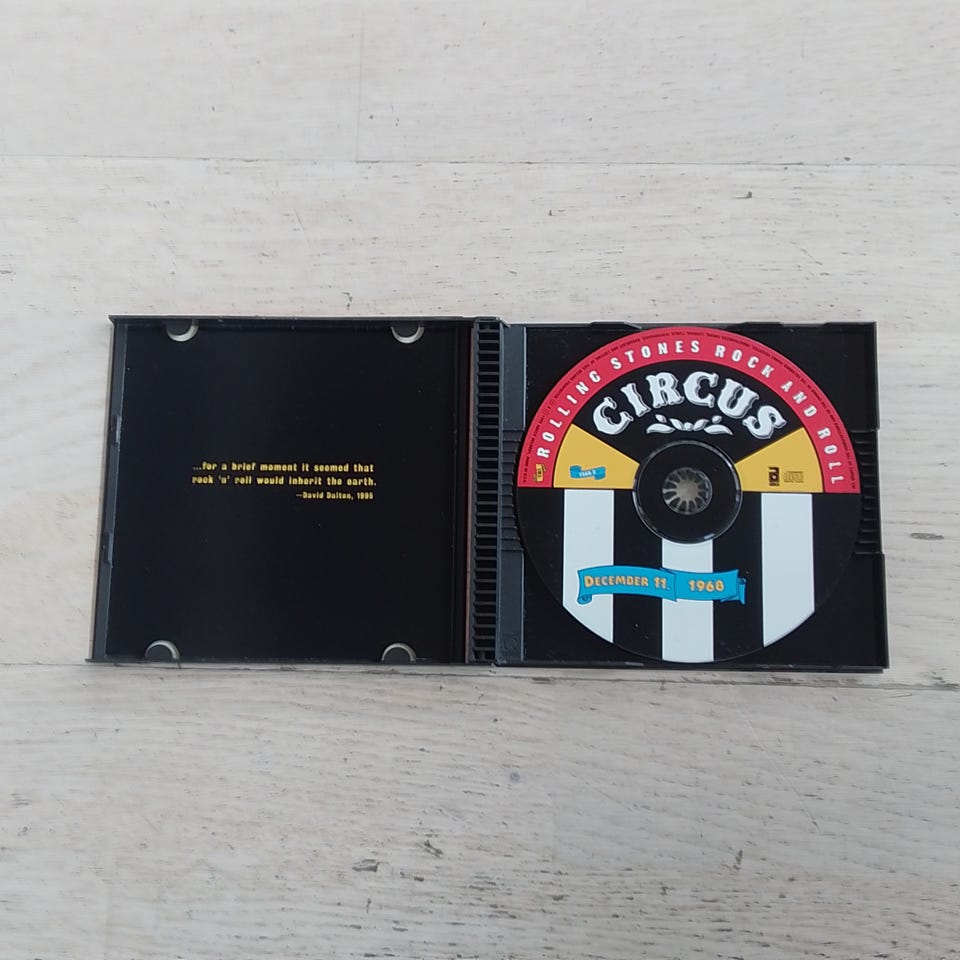 ...for a brief moment it seemed that
rock 'n' roll would inherit the earth.
—David Dalton, 1995
ROLLING STONES ROCK AND ROLL
CIRCUS
DECEMBER 11, 1968